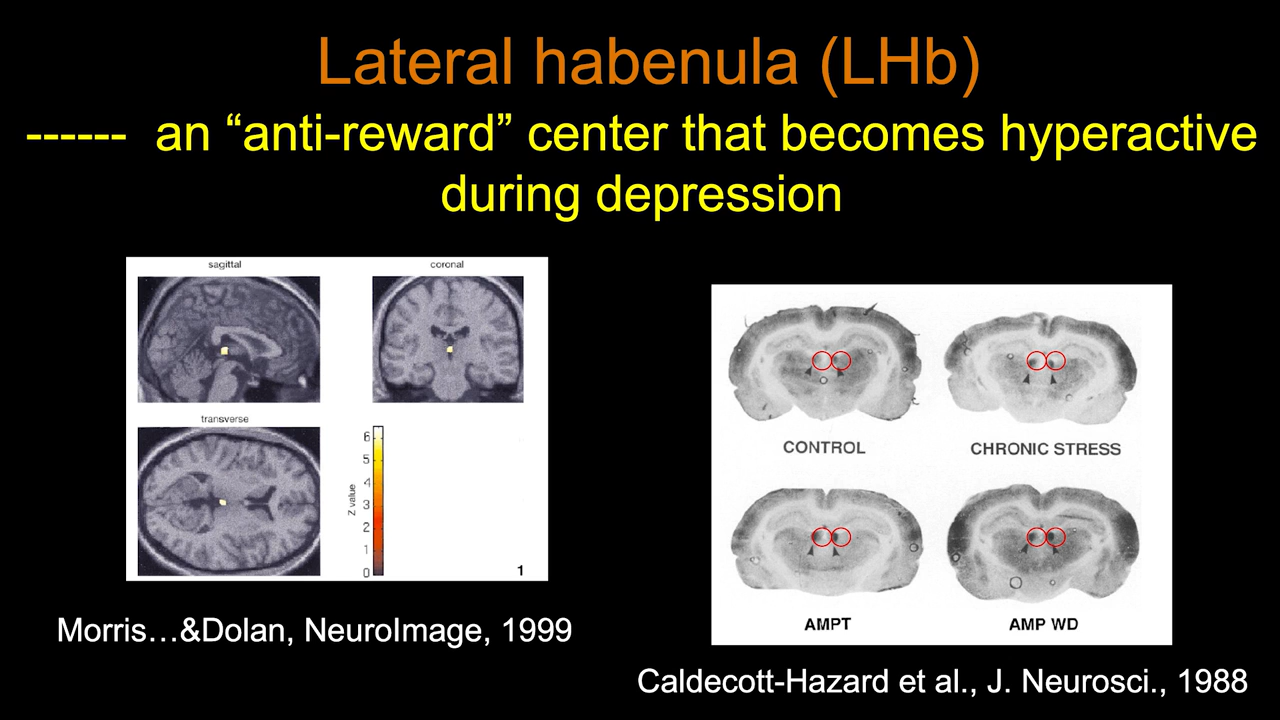 Lateral habenula (LHb)
------ an “anti-reward” center that becomes hyperactive
during depression
sagittal
coronal
transverse
6
5
4
3
2
1
0
Z value
1
CONTROL
CHRONIC STRESS
AMPT
AMP WD
Morris…&Dolan, NeuroImage, 1999
Caldecott-Hazard et al., J. Neurosci., 1988